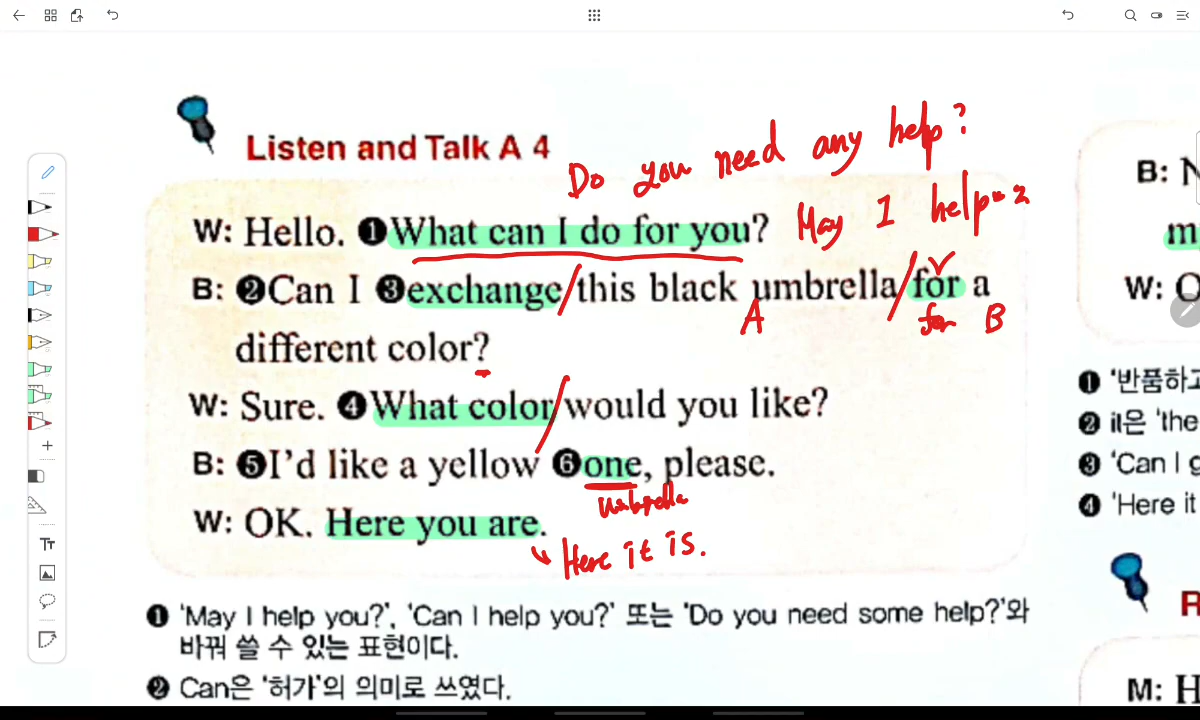 Listen and Talk A 4
Do you need any help?
W: Hello. ❶What can I do for you?
May I help
B: ❷Can I ❸exchange/this black umbrella/for a
A for B
different color?
W: Sure. ❹What color/would you like?
B: ❺I'd like a yellow ❻one, please.
umbrella
W: OK. Here you are.
Here it is.
❶ 'May I help you?', 'Can I help you?' 또는 'Do you need some help?'와
바꿔 쓸 수 있는 표현이다.
❷ Can은 '허가'의 의미로 쓰였다.
B: N
m
W: O
❶ '반품하고
❷ it은 'the
❸ 'Can I g
❹ 'Here it
R
M: H
Tт